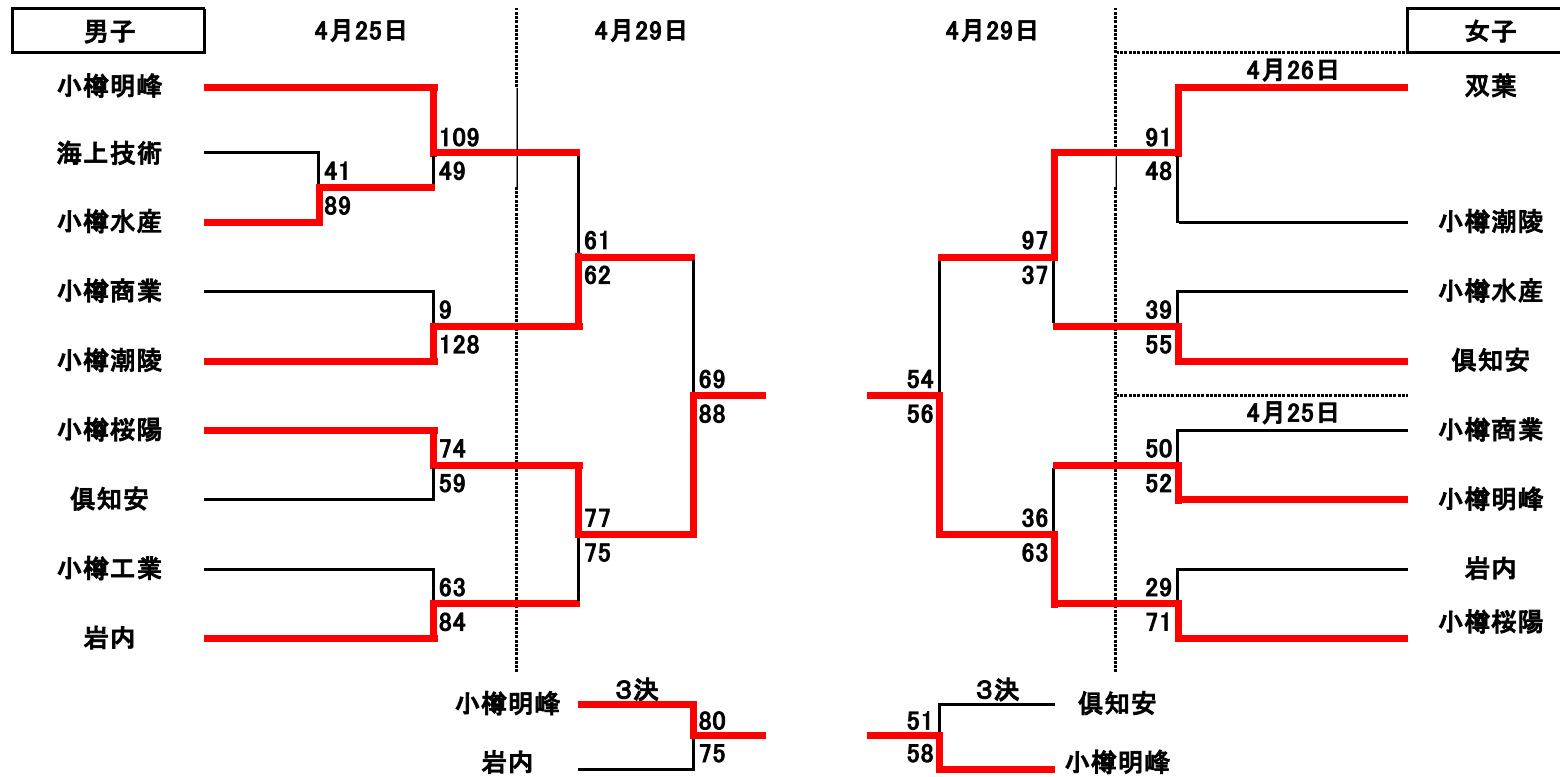 男子 4月25日 4月29日 4月29日 女子
小樽明峰 4月26日 双葉
109 91
海上技術
41 49 48
89
小樽水産 小樽潮陵
61 97
62 37
小樽商業 小樽水産
9 39
128 55
小樽潮陵 倶知安
69 54
88 56
4月25日
小樽桜陽 小樽商業
74 50
59 52
倶知安 小樽明峰
77 36
75 63
小樽工業 岩内
63 29
84 71
岩内 小樽桜陽
小樽明峰 3決 3決 倶知安
80 51
75 58
岩内 小樽明峰